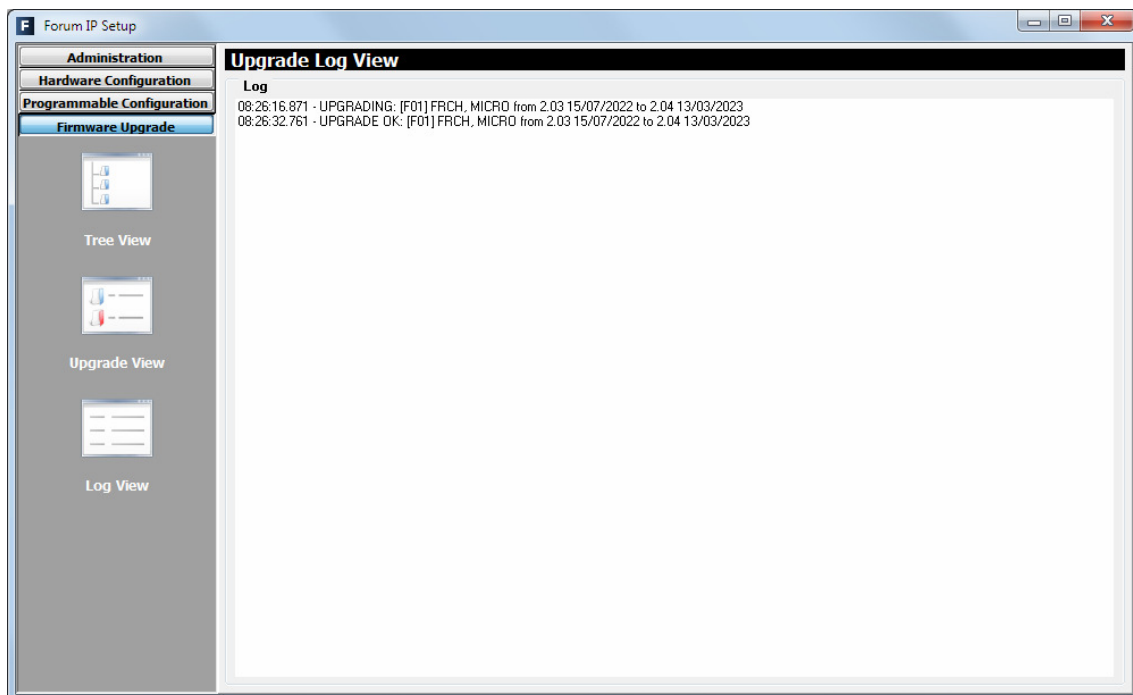 Forum IP Setup
Administration
Hardware Configuration
Programmable Configuration
Firmware Upgrade
Tree View
Upgrade View
Log View
Upgrade Log View
Log
08:26:16.871 - UPGRADING: [F01] FRCH, MICRO from 2.03 15/07/2022 to 2.04 13/03/2023
08:26:32.761 - UPGRADE OK: [F01] FRCH, MICRO from 2.03 15/07/2022 to 2.04 13/03/2023